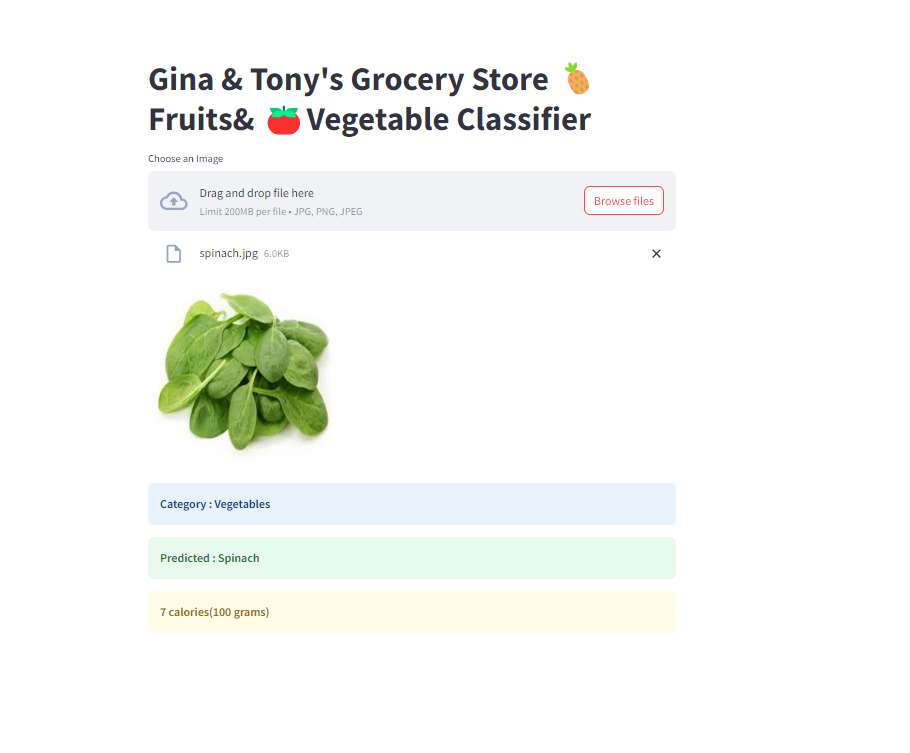 Gina & Tony's Grocery Store 🍍
Fruits& 🍅 Vegetable Classifier
Choose an Image
Drag and drop file here
Limit 200MB per file • JPG, PNG, JPEG
Browse files
spinach.jpg 6.0KB
Category : Vegetables
Predicted : Spinach
7 calories(100 grams)